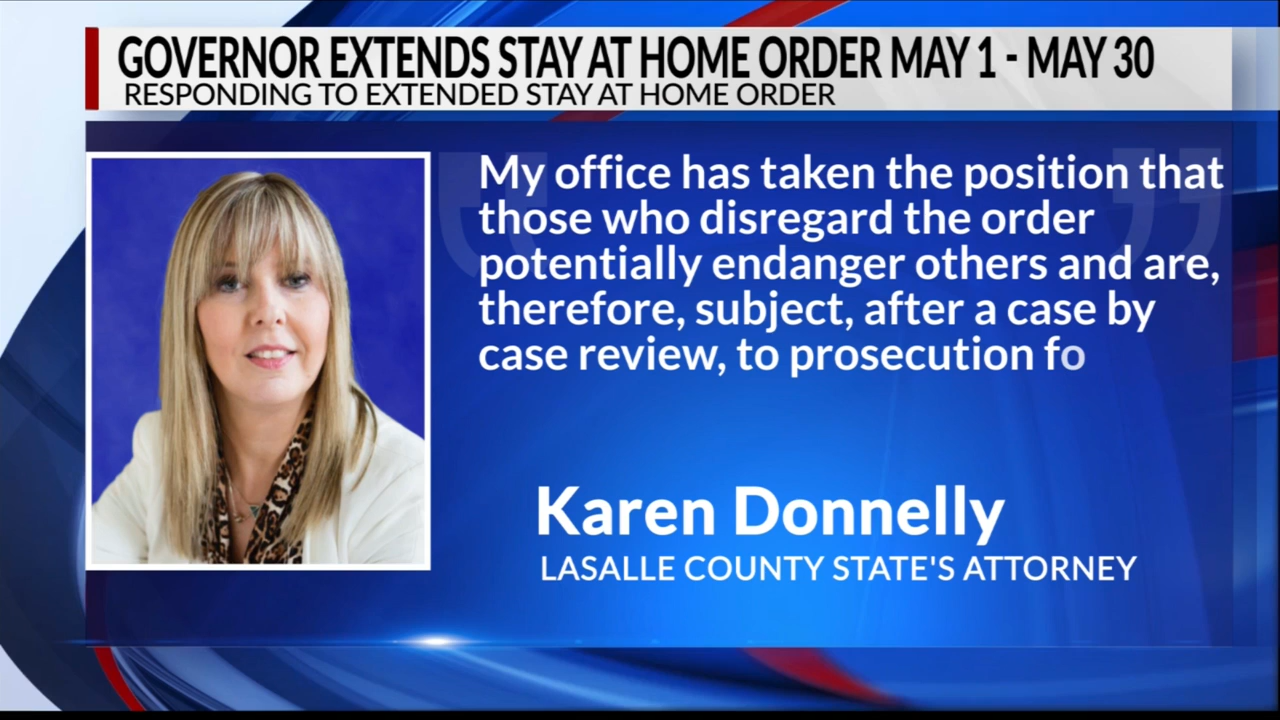 GOVERNOR EXTENDS STAY AT HOME ORDER MAY 1 - MAY 30
RESPONDING TO EXTENDED STAY AT HOME ORDER
My office has taken the position that
those who disregard the order
potentially endanger others and are,
therefore, subject, after a case by
case review, to prosecution fo
Karen Donnelly
LASALLE COUNTY STATE'S ATTORNEY